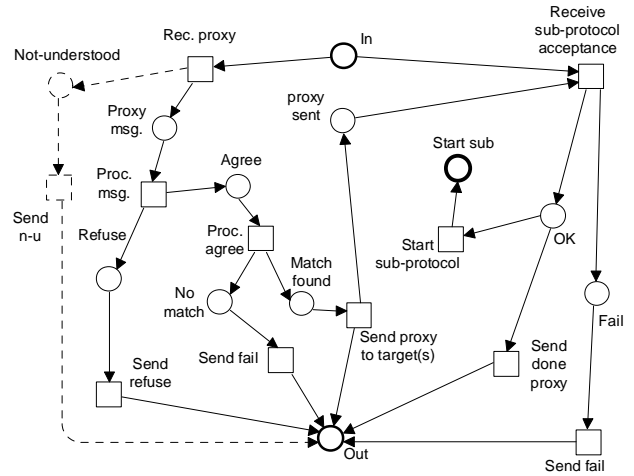 Receive
sub-protocol
acceptance
Rec. proxy
In
Not-understood
Proxy
msg.
proxy
sent
Start sub
Agree
Proc.
msg.
Send
n-u
Refuse
Proc.
agree
Start
sub-protocol
OK
Match
found
No
match
Fail
Send fail
Send proxy
to target(s)
Send
done
proxy
Send
refuse
Out
Send fail